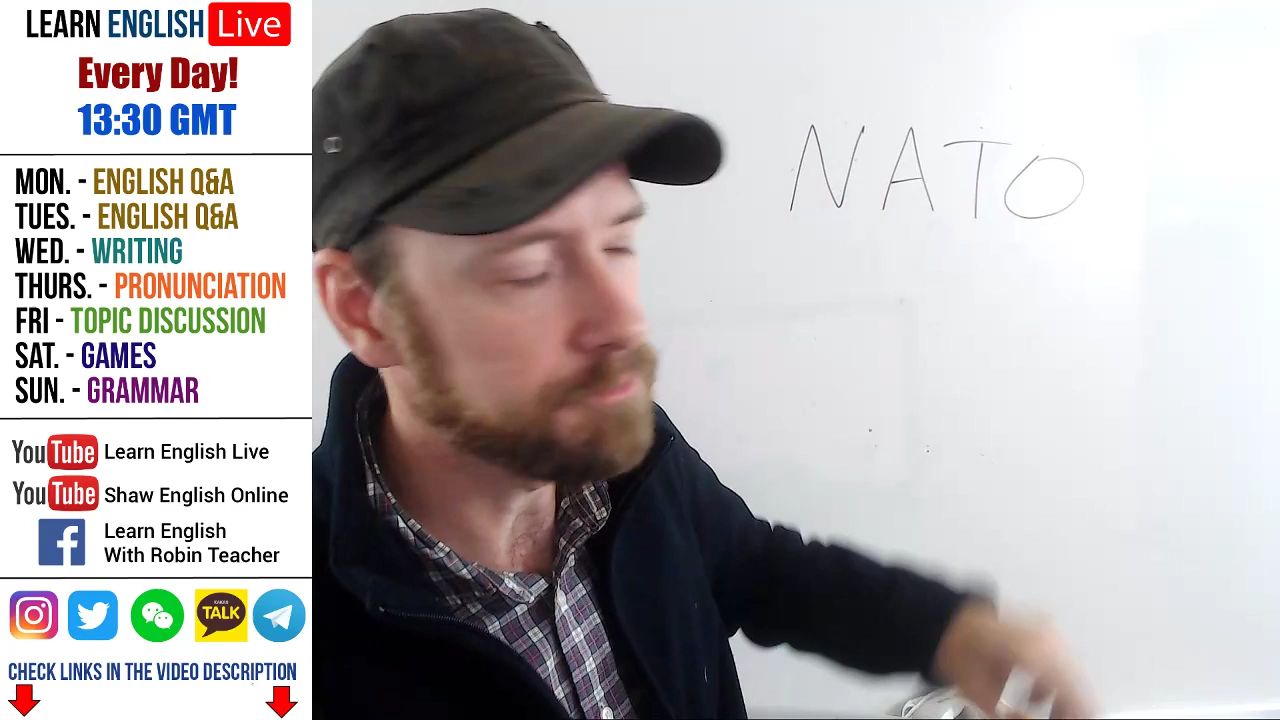 LEARN ENGLISH Live
Every Day!
13:30 GMT
MON. - ENGLISH Q&A
TUES. - ENGLISH Q&A
WED. - WRITING
THURS. - PRONUNCIATION
FRI - TOPIC DISCUSSION
SAT. - GAMES
SUN. - GRAMMAR
YouTube Learn English Live
YouTube Shaw English Online
f Learn English
With Robin Teacher
KAKAO
TALK
CHECK LINKS IN THE VIDEO DESCRIPTION
NATO